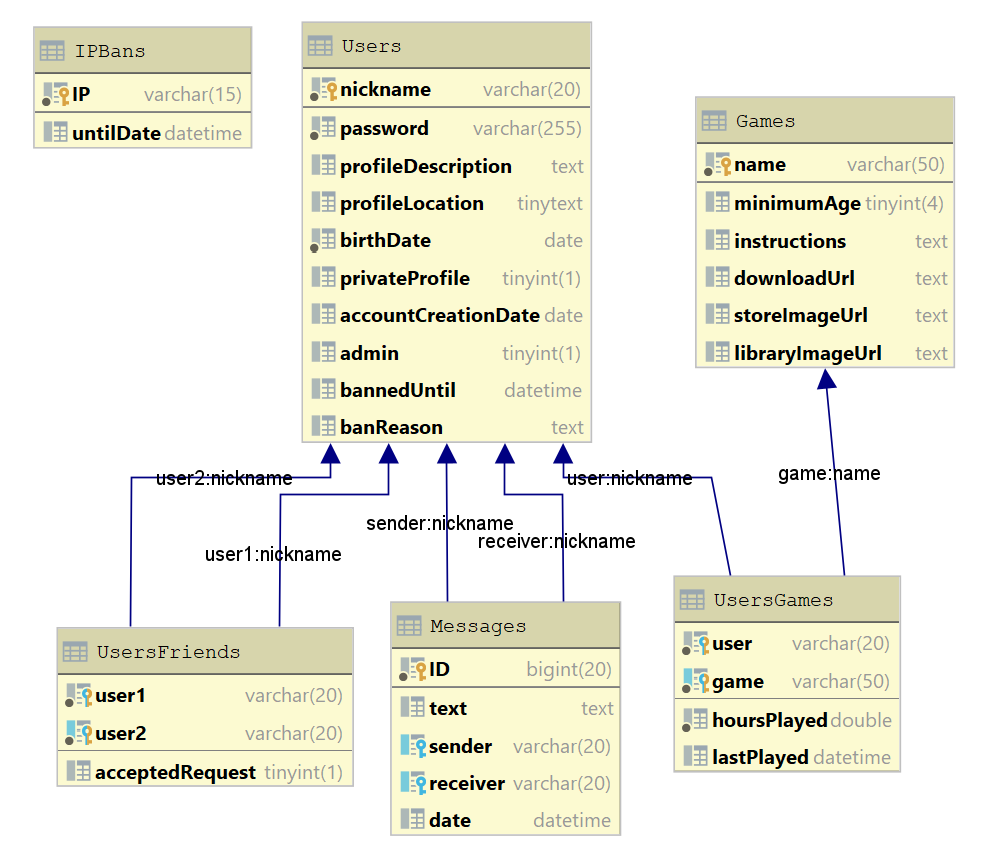 IPBans
IP varchar(15)
untilDate datetime
Users
nickname varchar(20)
password varchar(255)
profileDescription text
profileLocation tinytext
birthDate date
privateProfile tinyint(1)
accountCreationDate date
admin tinyint(1)
bannedUntil datetime
banReason text
Games
name varchar(50)
minimumAge tinyint(4)
instructions text
downloadUrl text
storeImageUrl text
libraryImageUrl text
user2:nickname
user1:nickname
sender:nickname
receiver:nickname
user:nickname
game:name
UsersFriends
user1 varchar(20)
user2 varchar(20)
acceptedRequest tinyint(1)
Messages
ID bigint(20)
text text
sender varchar(20)
receiver varchar(20)
date datetime
UsersGames
user varchar(20)
game varchar(50)
hoursPlayed double
lastPlayed datetime